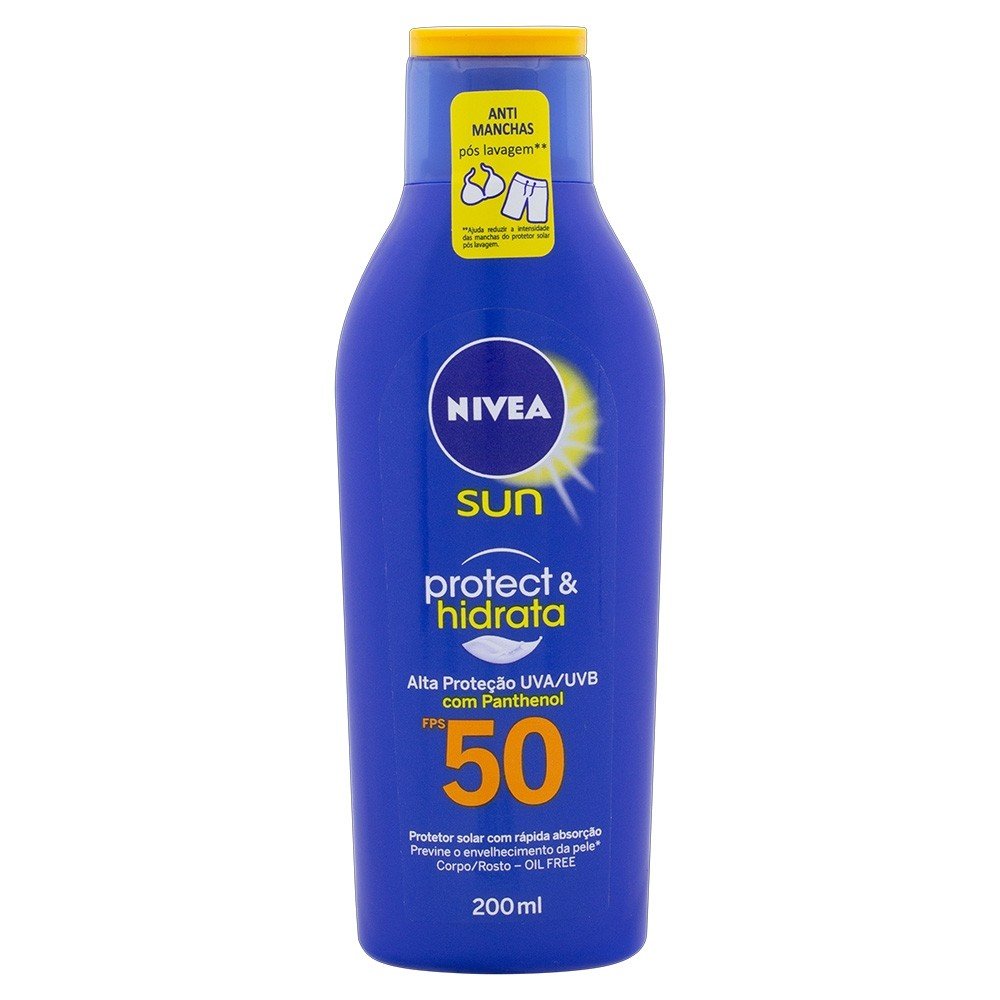 ANTI
MANCHAS
pós lavagem**
**Ajuda reduzir a intensidade
das manchas do protetor solar
pós lavagem.
NIVEA
sun
protect &
hidrata
Alta Proteção UVA/UVB
com Panthenol
FPS 50
Protetor solar com rápida absorção
Previne o envelhecimento da pele*
Corpo/Rosto – OIL FREE
200 ml